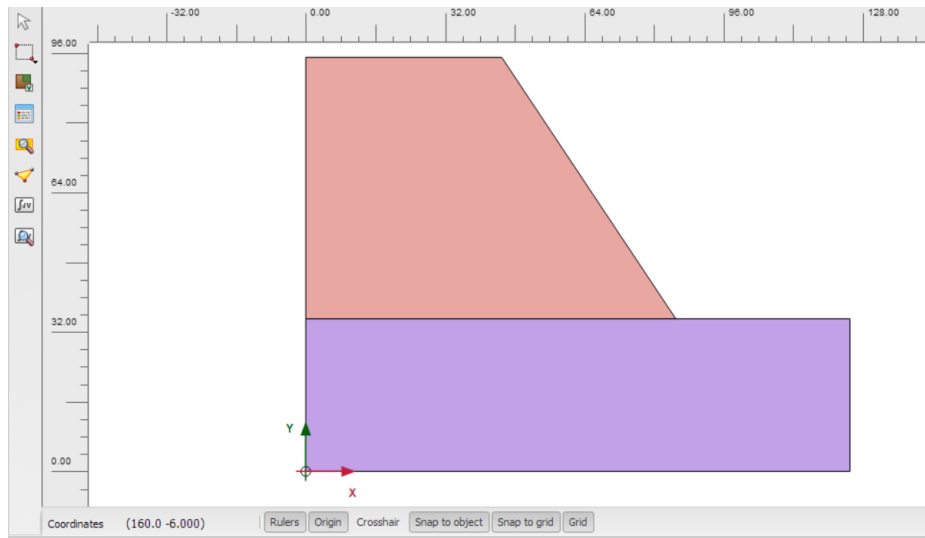 -32.00 0.00 32.00 64.00 96.00 128.00
96.00
64.00
32.00
Y
0.00
X
Coordinates (160.0 -6.000) Rulers Origin Crosshair Snap to object Snap to grid Grid